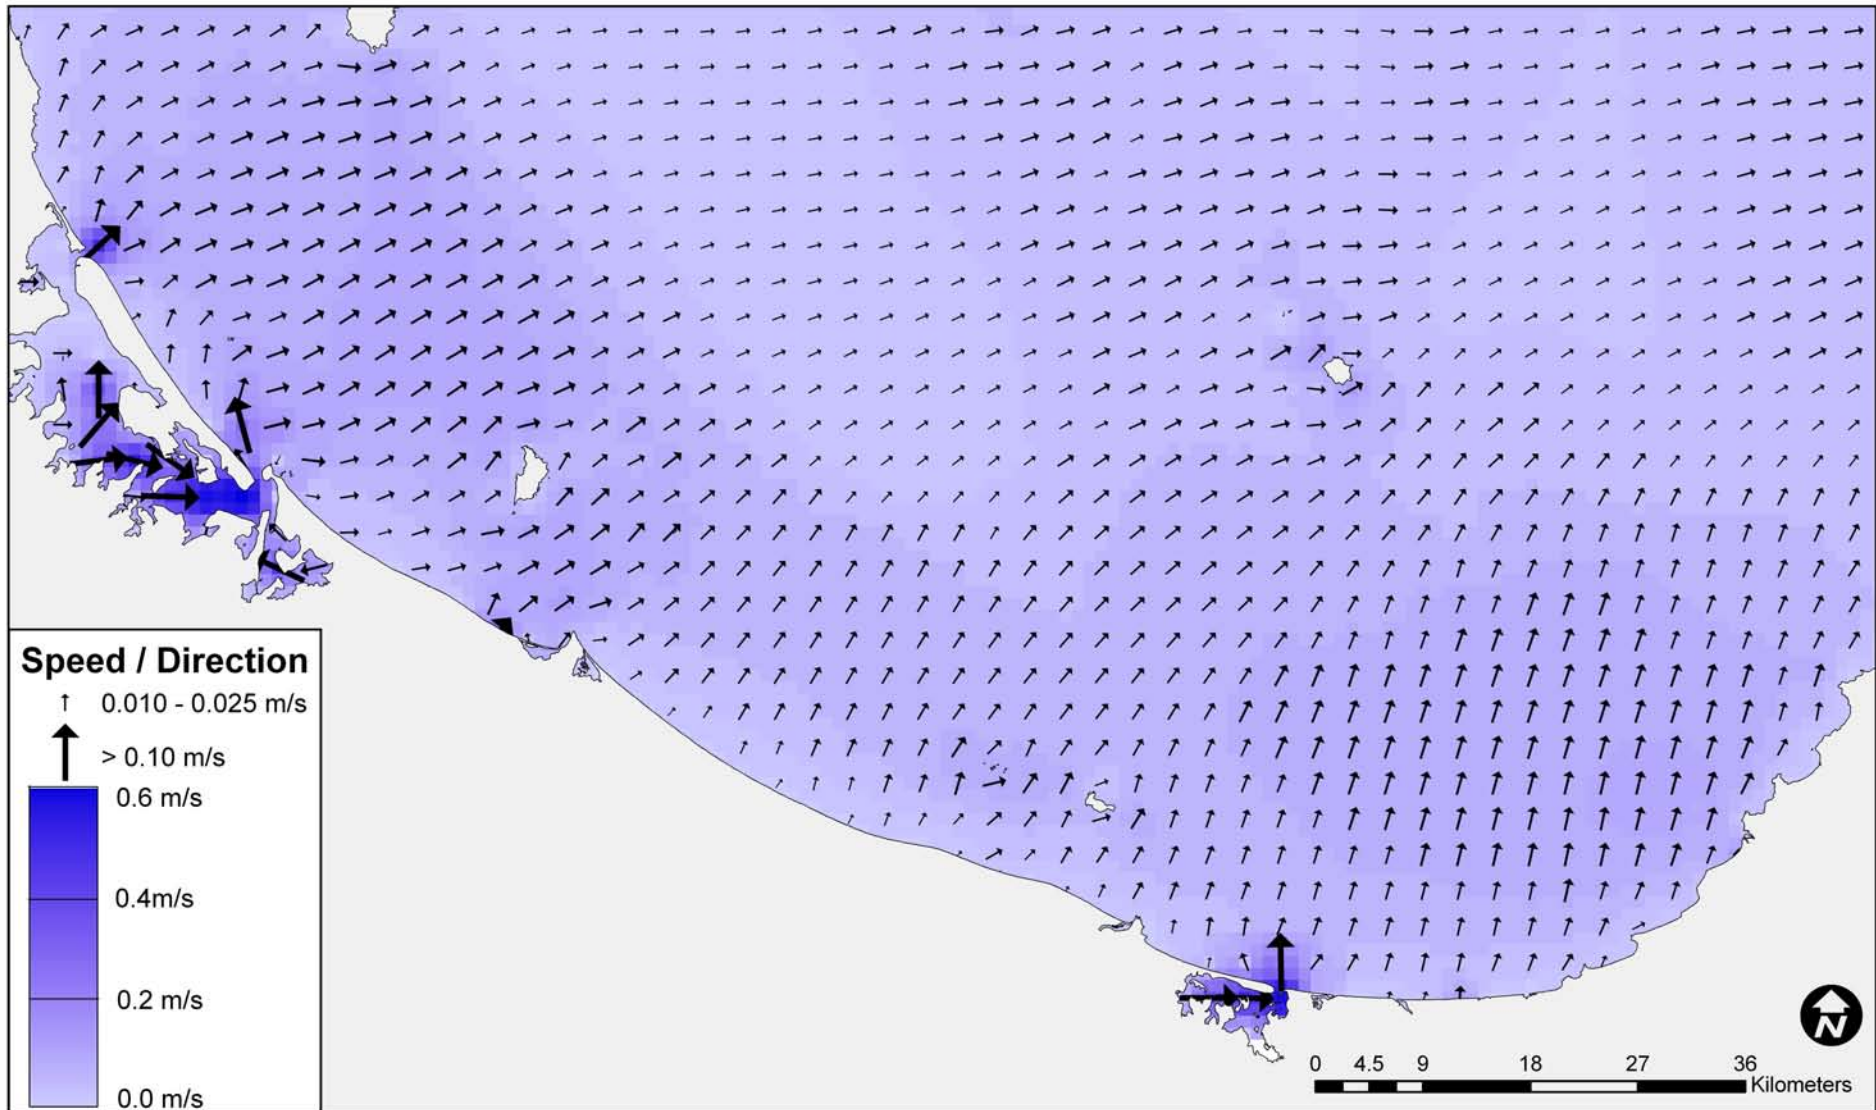 Speed / Direction
0.010 - 0.025 m/s
> 0.10 m/s
0.6 m/s
0.4m/s
0.2 m/s
0.0 m/s
N
0 4.5 9 18 27 36
Kilometers